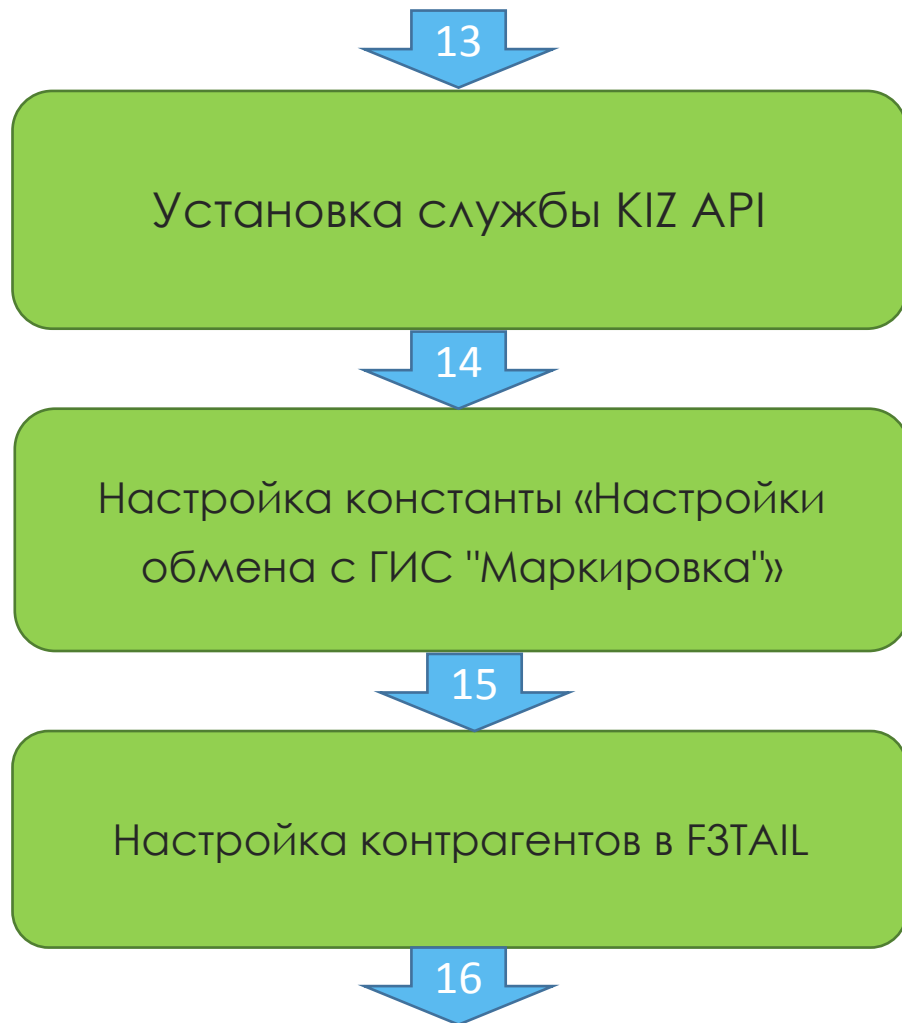 13
Установка службы KIZ API
14
Настройка константы «Настройки
обмена с ГИС "Маркировка"»
15
Настройка контрагентов в F3TAIL
16